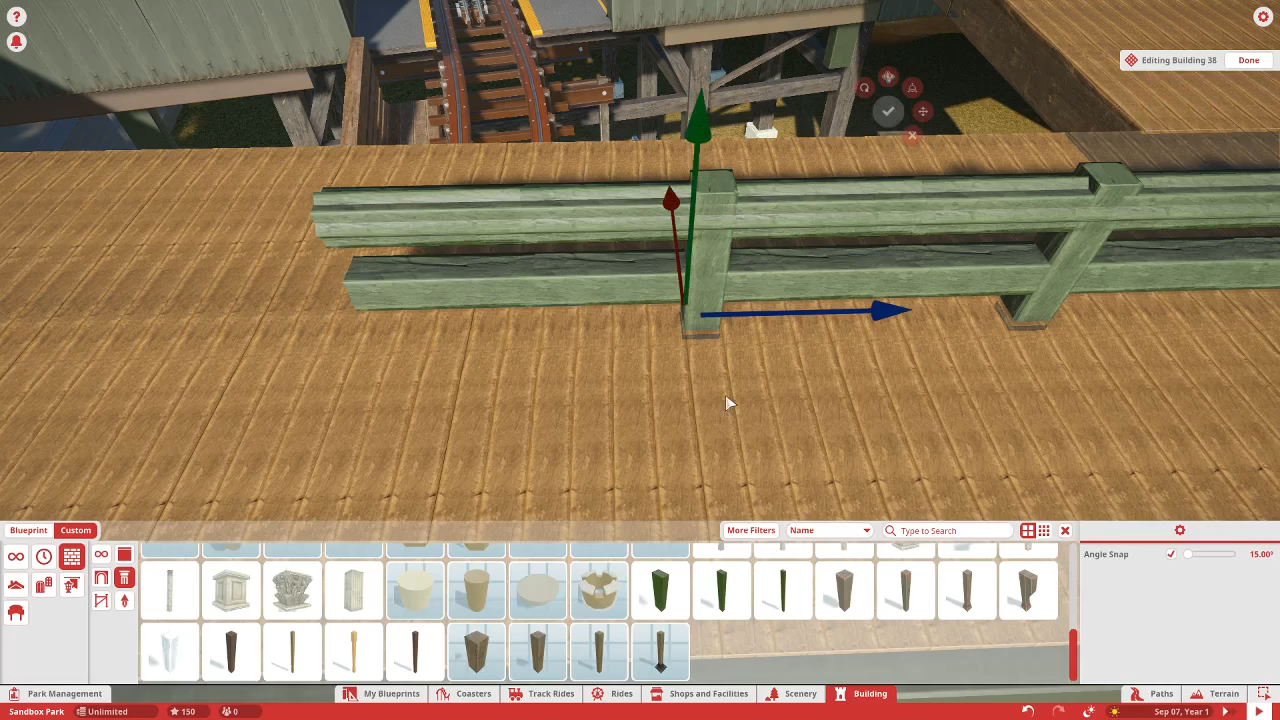 ?
Editing Building 38
Done
Blueprint
Custom
More Filters
Name
Type to Search
Angle Snap
15.00°
Park Management
My Blueprints
Coasters
Track Rides
Rides
Shops and Facilities
Scenery
Building
Paths
Terrain
Sandbox Park
Unlimited
150
0
Sep 07, Year 1